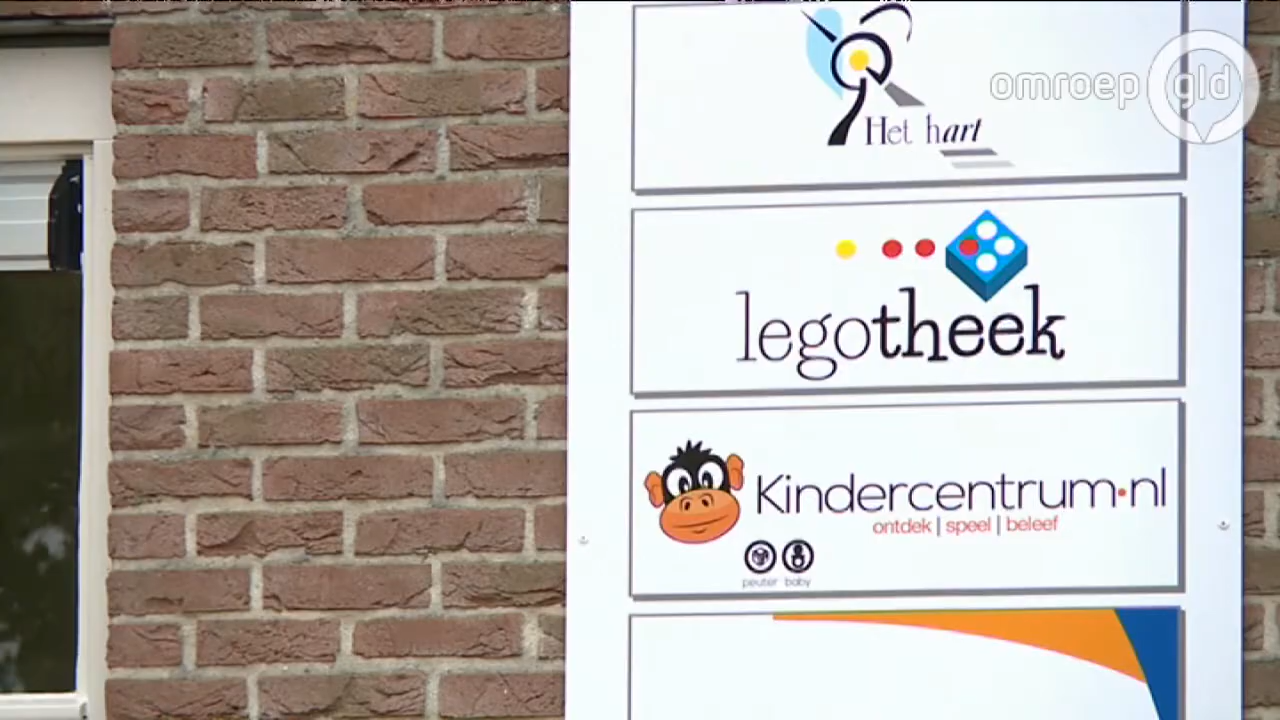 omroep gld
Het hart
legotheek
Kindercentrum.nl
ontdek | speel | beleef
peuter baby